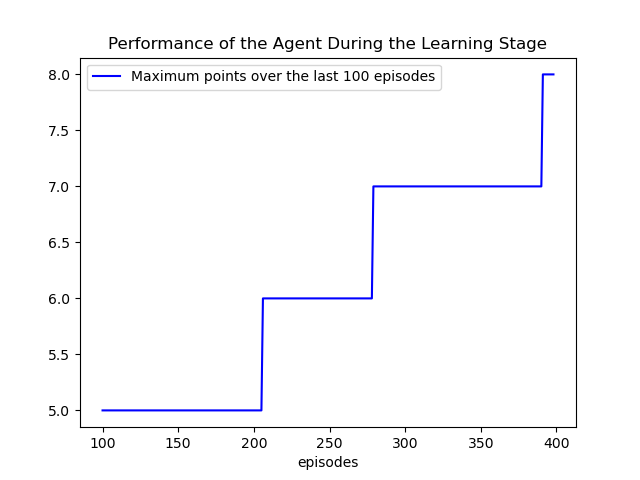 Performance of the Agent During the Learning Stage
Maximum points over the last 100 episodes
8.0
7.5
7.0
6.5
6.0
5.5
5.0
100 150 200 250 300 350 400
episodes